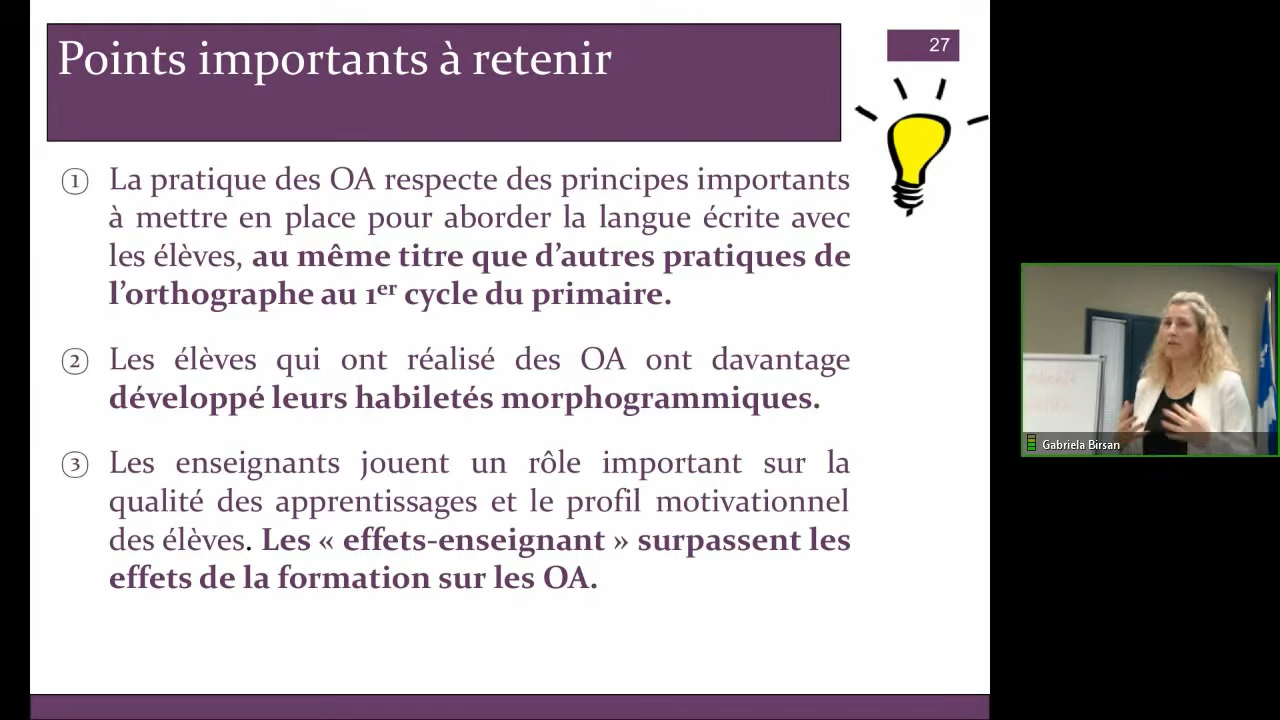 Points importants à retenir
27
① La pratique des OA respecte des principes importants
à mettre en place pour aborder la langue écrite avec
les élèves, au même titre que d’autres pratiques de
l’orthographe au 1er cycle du primaire.
② Les élèves qui ont réalisé des OA ont davantage
développé leurs habiletés morphogrammiques.
③ Les enseignants jouent un rôle important sur la
qualité des apprentissages et le profil motivationnel
des élèves. Les « effets-enseignant » surpassent les
effets de la formation sur les OA.
Gabriela Birsan